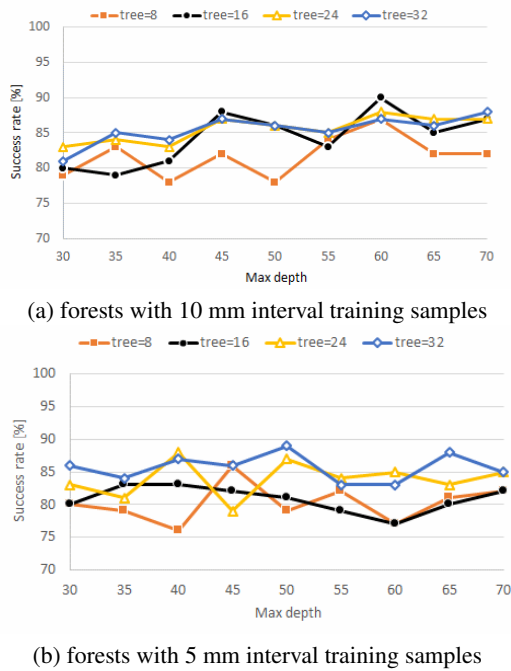 tree=8 tree=16 tree=24 tree=32
100
95
90
85
80
75
70
Success rate [%]
30 35 40 45 50 55 60 65 70
Max depth
(a) forests with 10 mm interval training samples
tree=8 tree=16 tree=24 tree=32
100
95
90
85
80
75
70
Success rate [%]
30 35 40 45 50 55 60 65 70
Max depth
(b) forests with 5 mm interval training samples